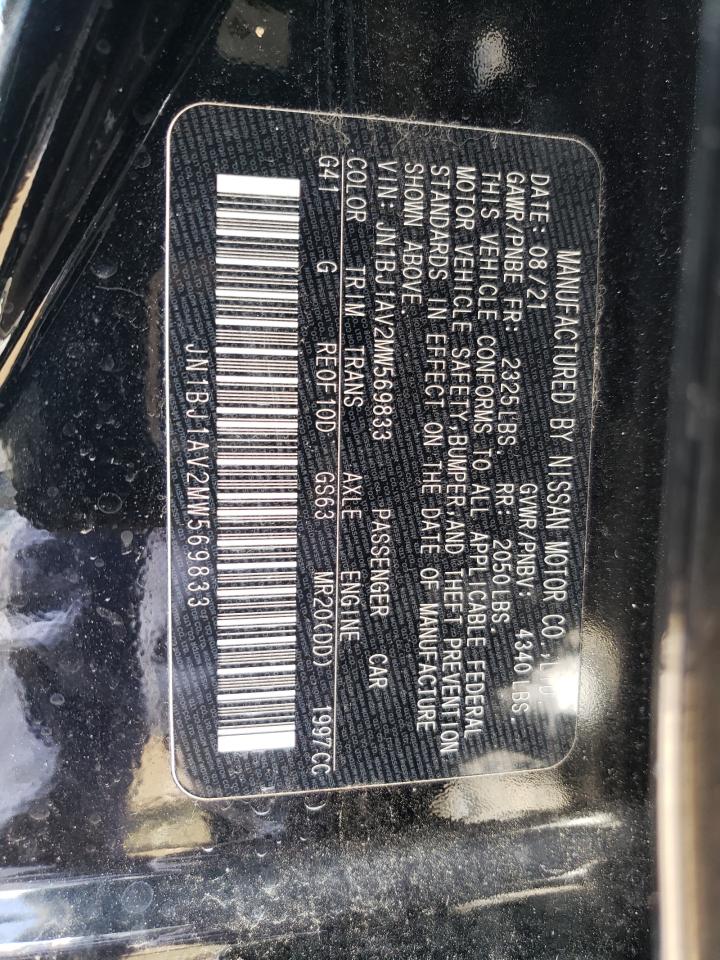 MANUFACTURED BY NISSAN MOTOR CO.,LTD.
DATE: 08/21 GVWR/PNBV: 4340 LBS.
GAWR/PNBE FR: 2325LBS, RR: 2050LBS.
THIS VEHICLE CONFORMS TO ALL APPLICABLE FEDERAL
MOTOR VEHICLE SAFETY,BUMPER,AND THEFT PREVENTION
STANDARDS IN EFFECT ON THE DATE OF MANUFACTURE
SHOWN ABOVE.
VIN: JN1BJ1AV2MW569833 PASSENGER CAR
COLOR TRIM TRANS AXLE ENGINE
G41 G RE0F10D GS63 MR20(DD) 1997CC
JN1BJ1AV2MW569833